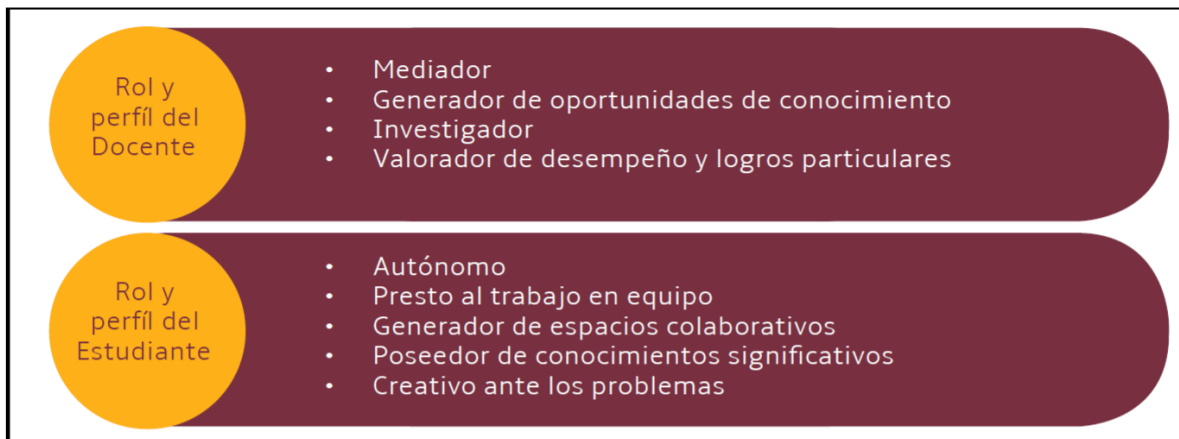 Rol y
perfíl del
Docente
• Mediador
• Generador de oportunidades de conocimiento
• Investigador
• Valorador de desempeño y logros particulares
Rol y
perfíl del
Estudiante
• Autónomo
• Presto al trabajo en equipo
• Generador de espacios colaborativos
• Poseedor de conocimientos significativos
• Creativo ante los problemas